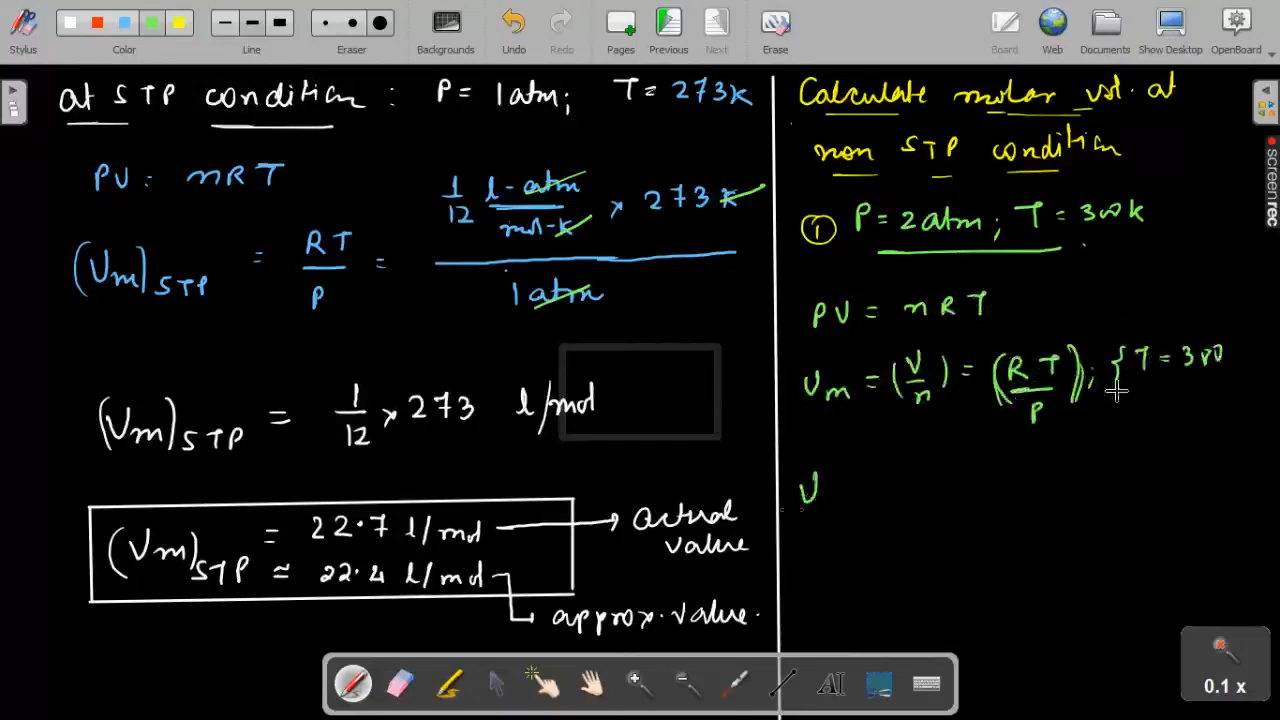 Stylus Color Line Eraser Backgrounds Undo Redo Pages Previous Next Erase Board Web Documents Show Desktop OpenBoard
at STP condition : P = 1 atm; T = 273k
PV = nRT
(Vm)STP = RT/P = 1/12 l-atm/mol-k × 273 k / 1 atm
(Vm)STP = 1/12 × 273 l/mol
(Vm)STP = 22.7 l/mol → actual value
≈ 22.4 l/mol → approx. value.
Calculate molar vol. at
non STP condition
① P = 2 atm; T = 300k
PV = nRT
Vm = (V/n) = (RT/P); { T = 300
V
screenrec
0.1 x